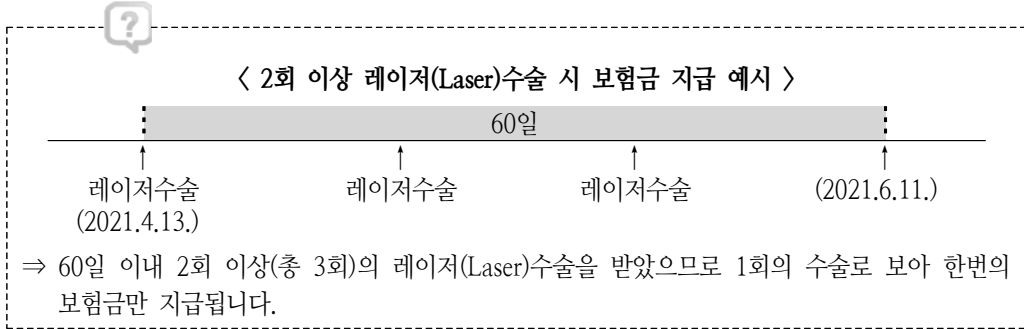 ?
〈 2회 이상 레이저(Laser)수술 시 보험금 지급 예시 〉
60일
레이저수술 레이저수술 레이저수술 (2021.6.11.)
(2021.4.13.)
⇒ 60일 이내 2회 이상(총 3회)의 레이저(Laser)수술을 받았으므로 1회의 수술로 보아 한번의
보험금만 지급됩니다.